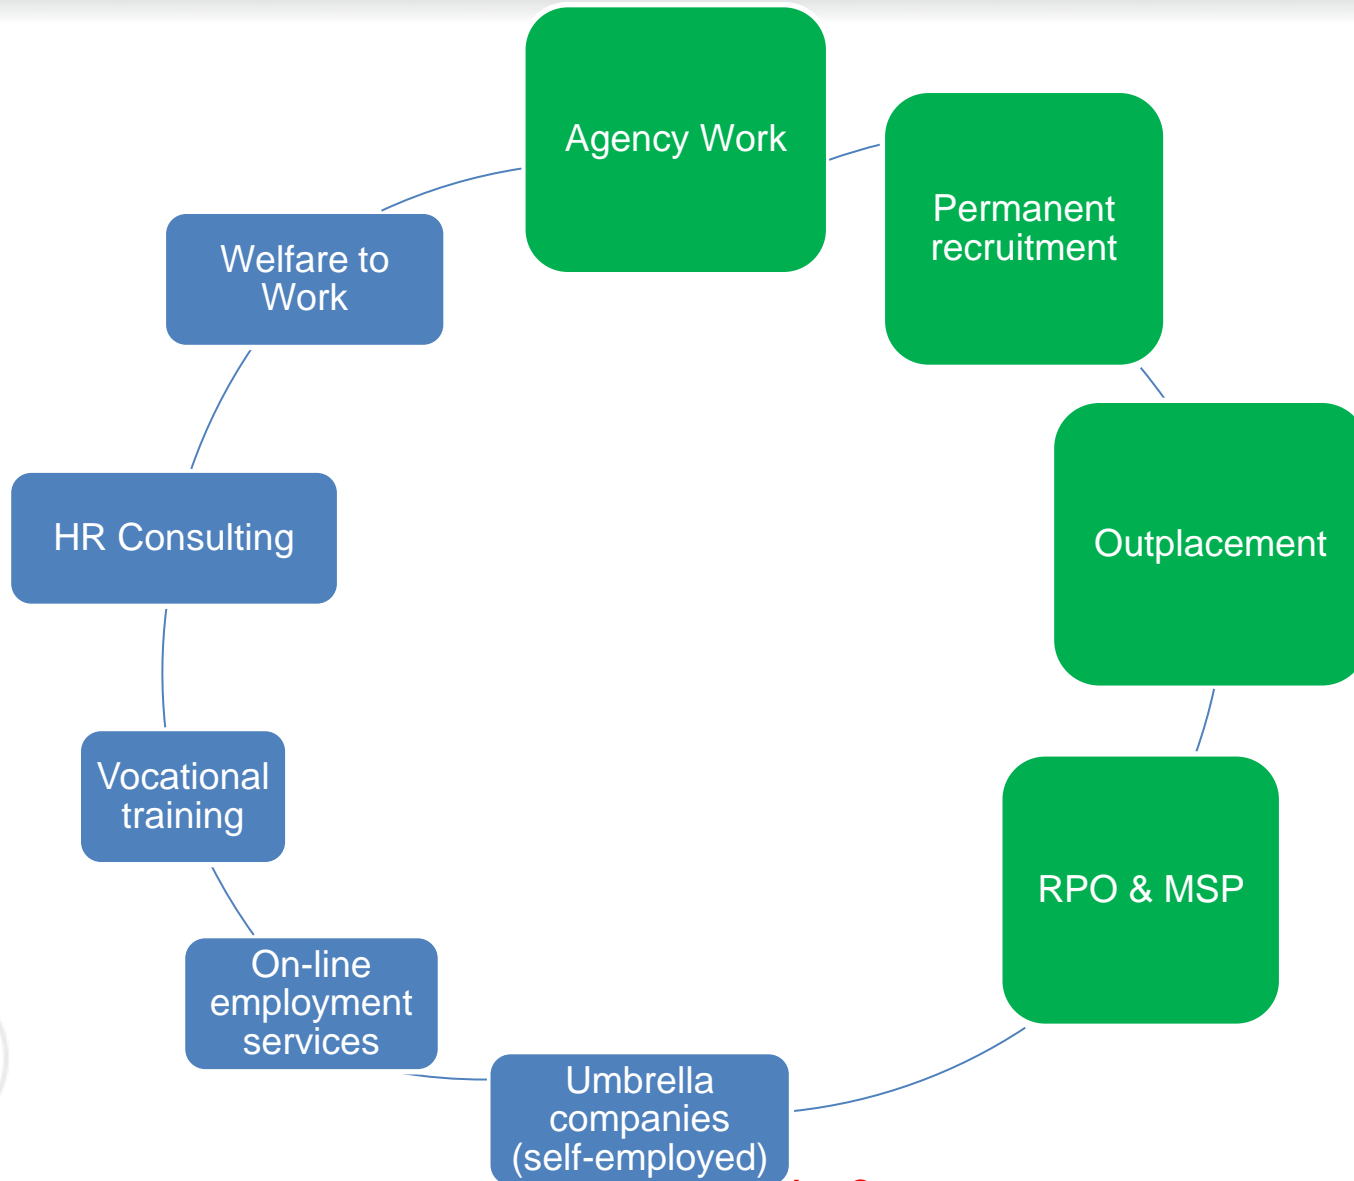 Agency Work
Permanent
recruitment
Outplacement
RPO & MSP
Umbrella
companies
(self-employed)
On-line
employment
services
Vocational
training
HR Consulting
Welfare to
Work